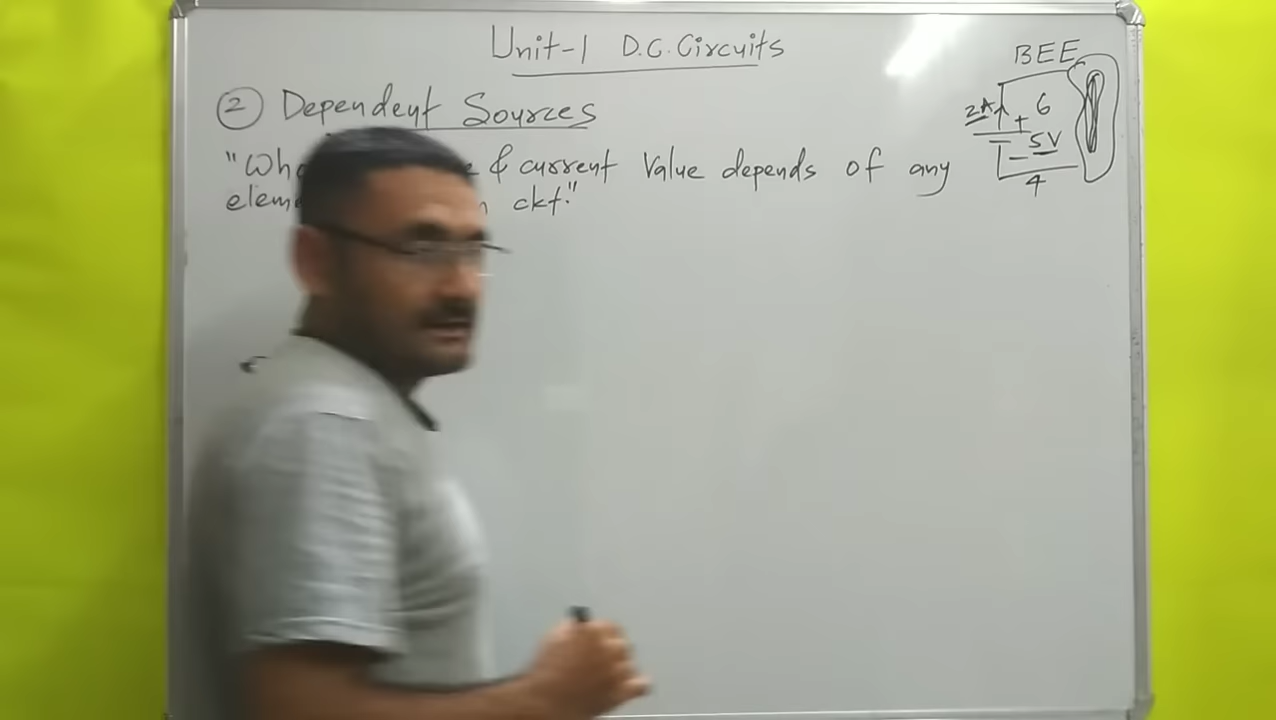 Unit-1 D.C. Circuits
BEE
2 Dependent Sources
2A + 6
- 5V
4
"Wh & current Value depends of any
elem ckt."